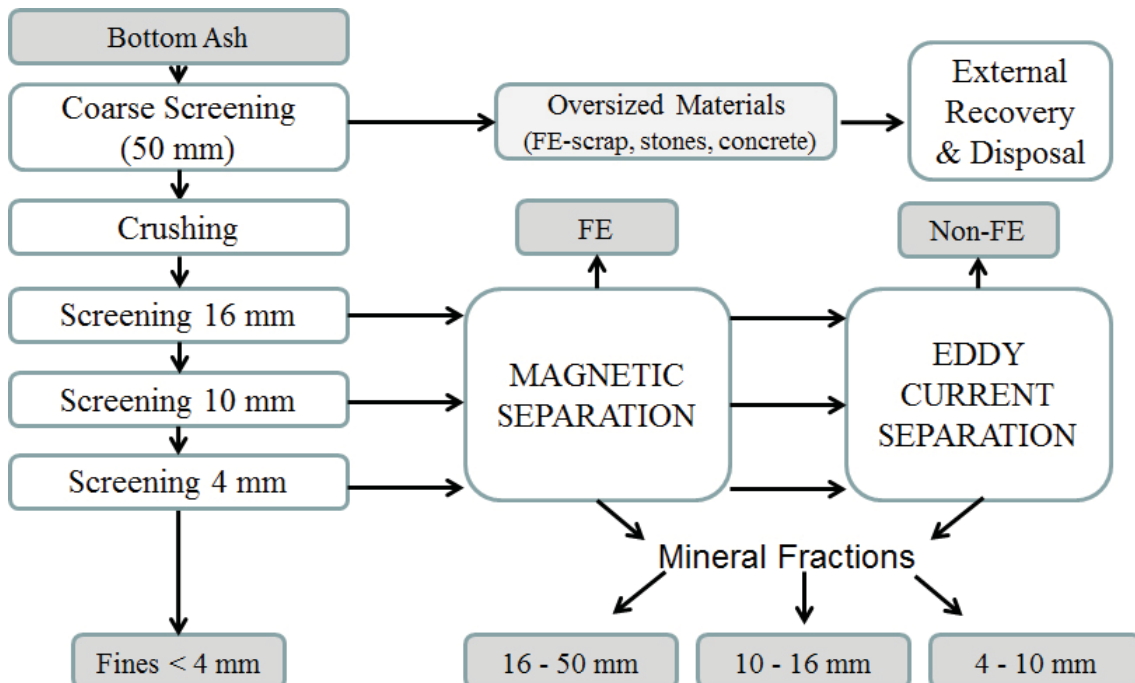 Bottom Ash
Coarse Screening
(50 mm)
Oversized Materials
(FE-scrap, stones, concrete)
External
Recovery
& Disposal
Crushing
FE
Non-FE
Screening 16 mm
Screening 10 mm
Screening 4 mm
MAGNETIC
SEPARATION
EDDY
CURRENT
SEPARATION
Mineral Fractions
Fines < 4 mm
16 - 50 mm
10 - 16 mm
4 - 10 mm